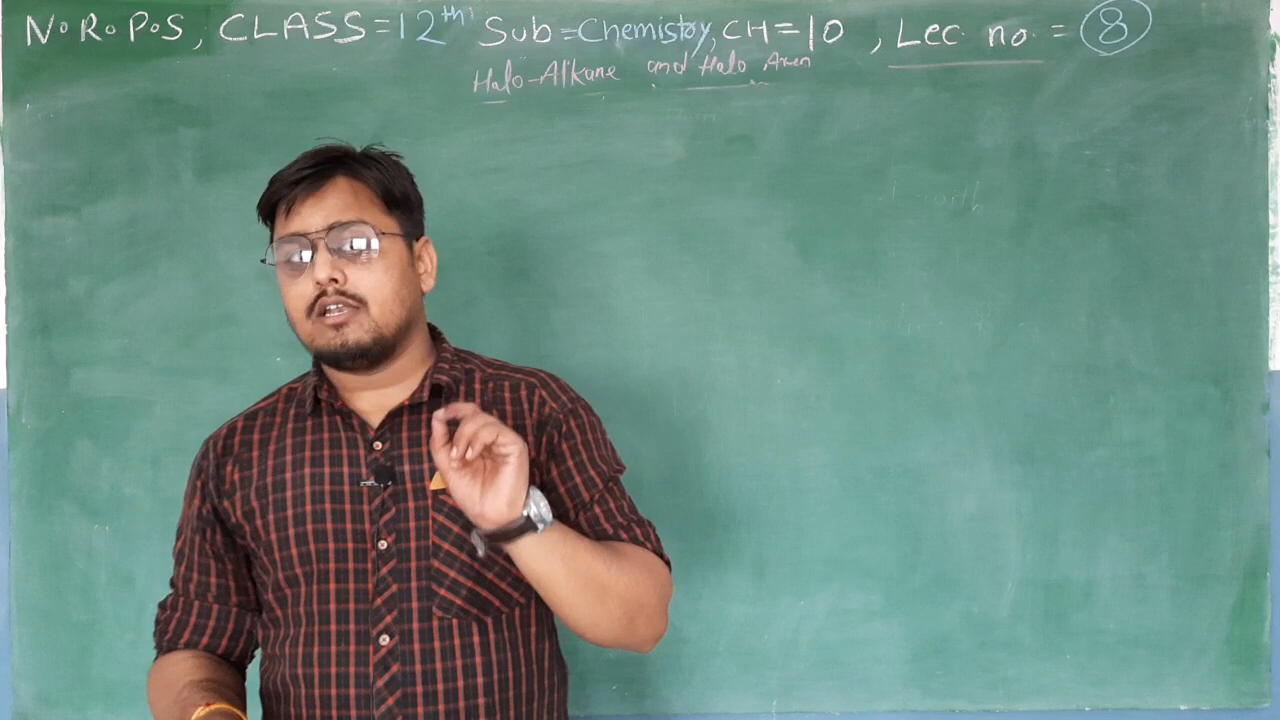 N.R.P.S, CLASS=12th Sub=Chemistry, CH=10, Lec no. = 8
Halo-Alkane and Halo Aren